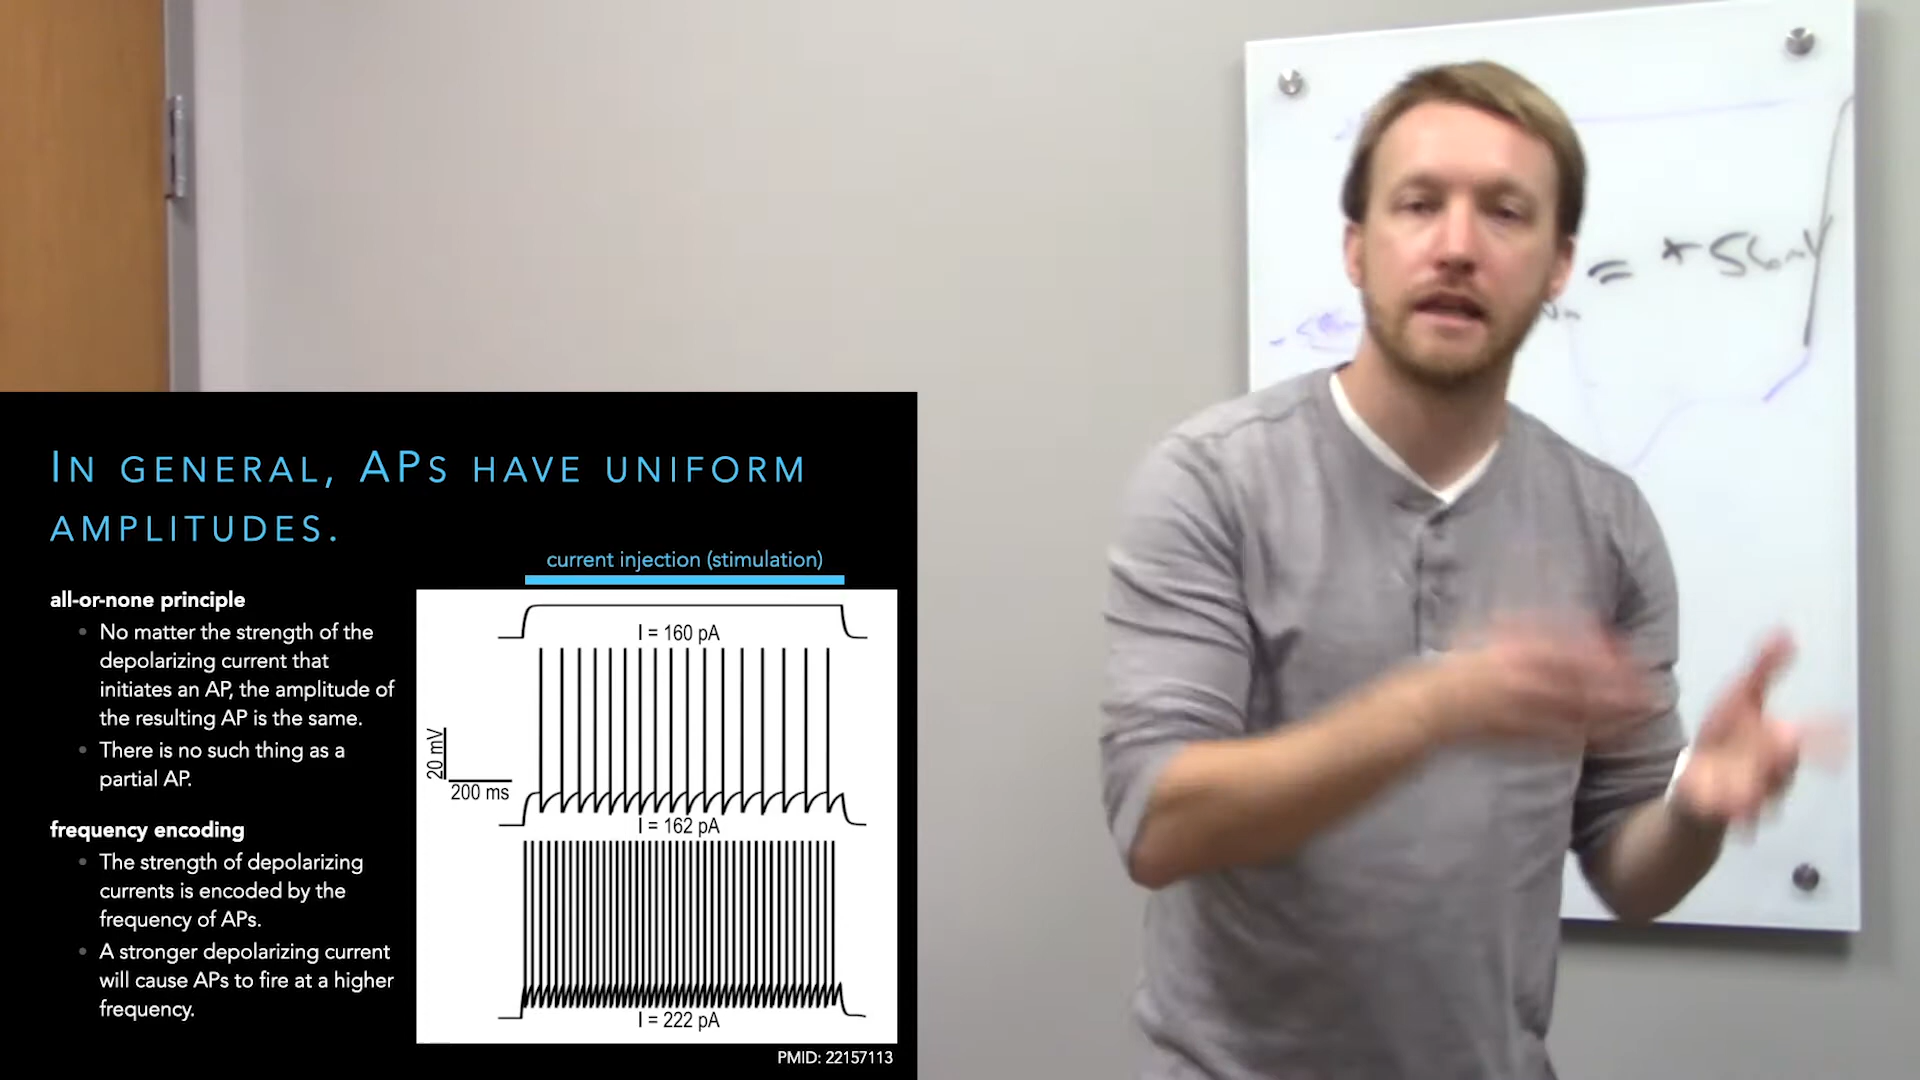 = +56mV
IN GENERAL, APS HAVE UNIFORM
AMPLITUDES.
current injection (stimulation)
all-or-none principle
• No matter the strength of the
depolarizing current that
initiates an AP, the amplitude of
the resulting AP is the same.
• There is no such thing as a
partial AP.
frequency encoding
• The strength of depolarizing
currents is encoded by the
frequency of APs.
• A stronger depolarizing current
will cause APs to fire at a higher
frequency.
I = 160 pA
20 mV
200 ms
I = 162 pA
I = 222 pA
PMID: 22157113